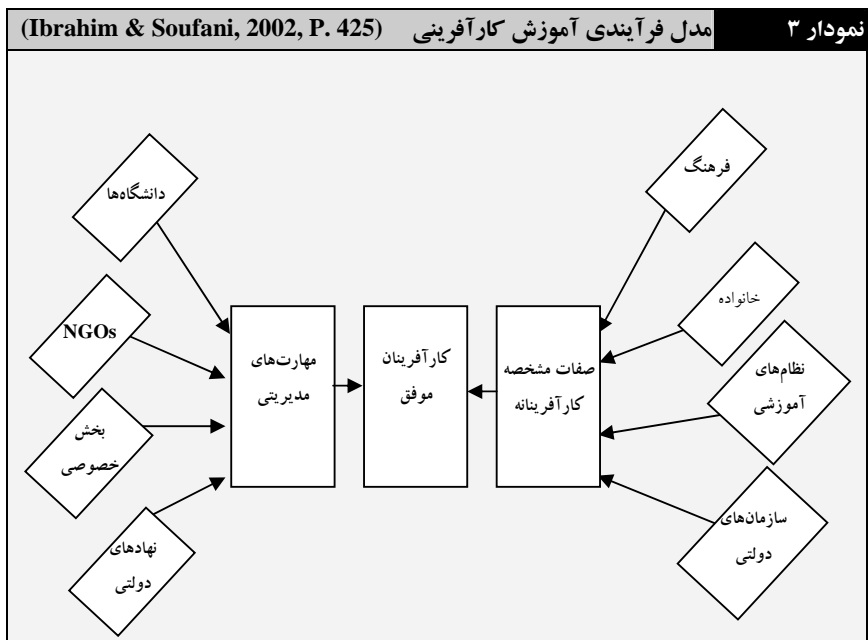 نمودار ۳
مدل فرآیندی آموزش کارآفرینی (Ibrahim & Soufani, 2002, P. 425)
فرهنگ
خانواده
نظام‌های
آموزشی
سازمان‌های
دولتی
صفات مشخصه
کارآفرینانه
کارآفرینان
موفق
مهارت‌های
مدیریتی
دانشگاه‌ها
NGOs
بخش
خصوصی
نهادهای
دولتی